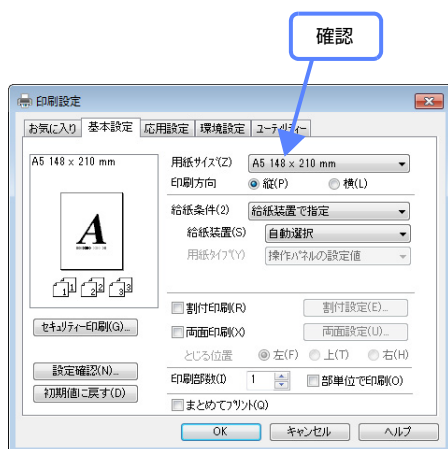 確認
印刷設定
お気に入り 基本設定 応用設定 環境設定 ユーティリティー
A5 148 x 210 mm
用紙サイズ(Z) A5 148 x 210 mm
印刷方向 縦(P) 横(L)
給紙条件(2) 給紙装置で指定
給紙装置(S) 自動選択
用紙タイプ(Y) 操作パネルの設定値
A
1 1 2 2 3 3
割付印刷(R) 割付設定(E)...
セキュリティー印刷(G)... 両面印刷(X) 両面設定(U)...
とじる位置 左(F) 上(T) 右(H)
設定確認(N)... 印刷部数(I) 1 部単位で印刷(O)
初期値に戻す(D)
まとめてプリント(Q)
OK キャンセル ヘルプ